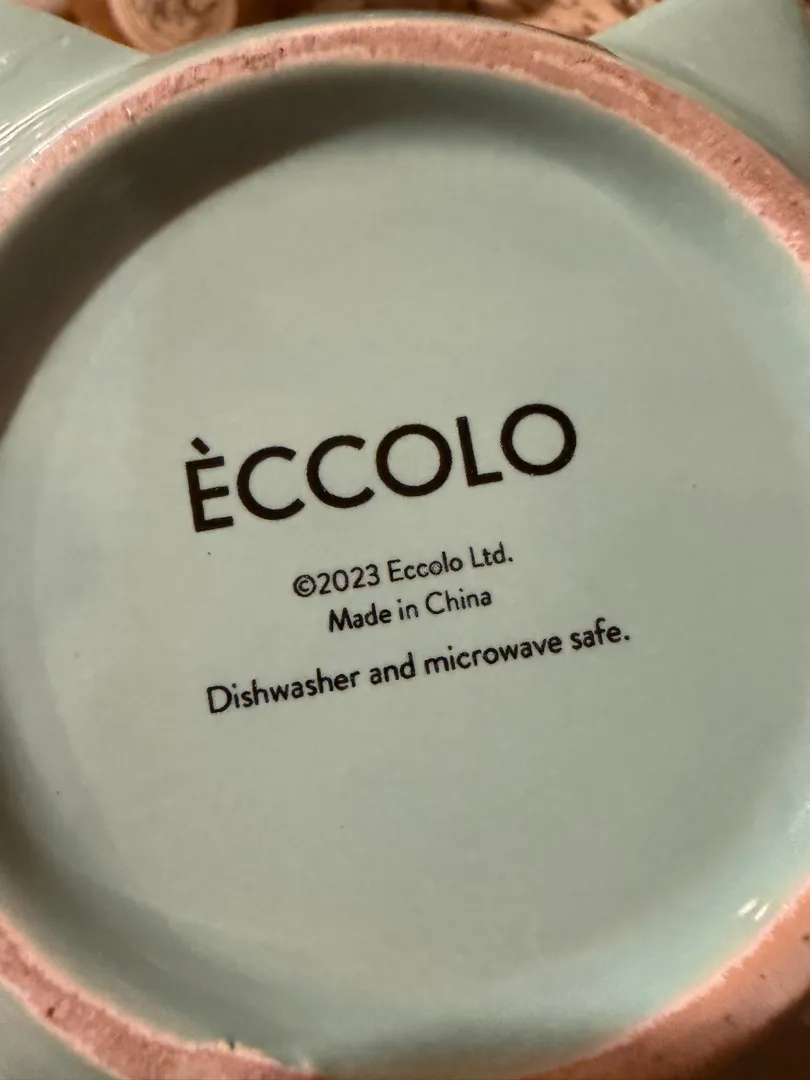 ÈCCOLO
©2023 Eccolo Ltd.
Made in China
Dishwasher and microwave safe.